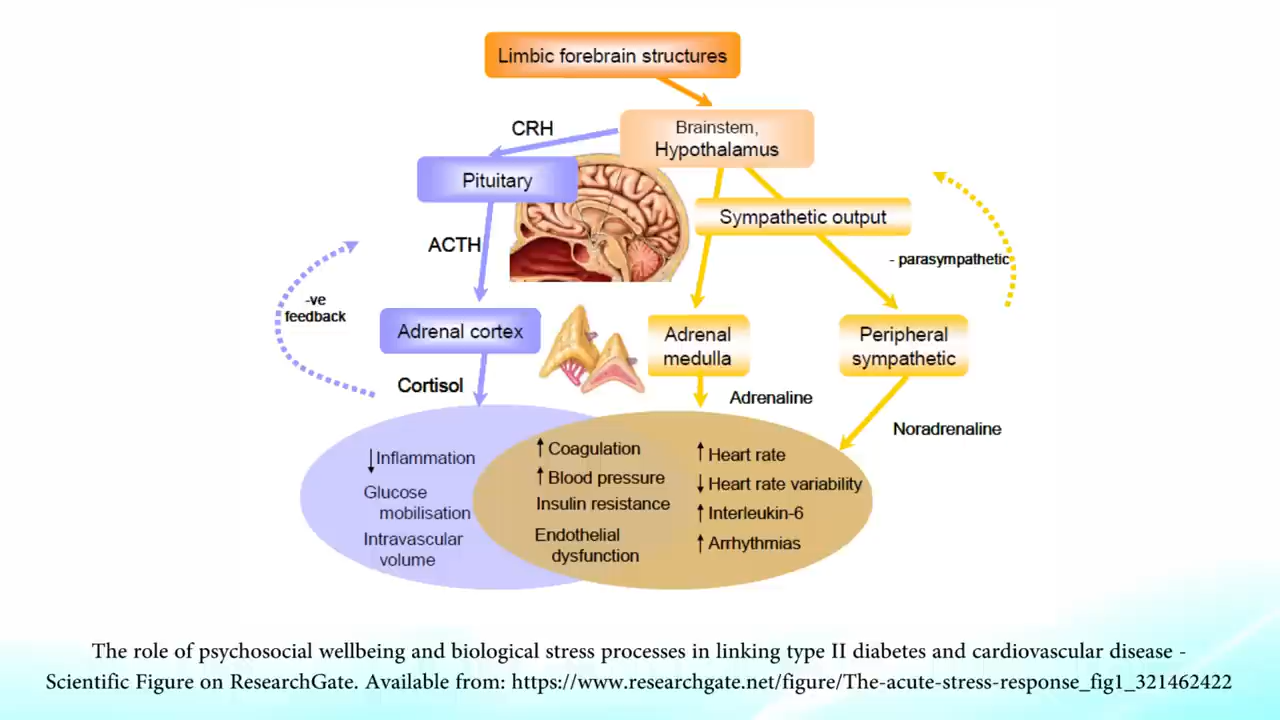 Limbic forebrain structures
CRH
Brainstem,
Hypothalamus
Pituitary
Sympathetic output
ACTH
- parasympathetic
-ve
feedback
Adrenal cortex
Adrenal
medulla
Peripheral
sympathetic
Cortisol
Adrenaline
Noradrenaline
↓ Inflammation
Glucose
mobilisation
Intravascular
volume
↑ Coagulation
↑ Blood pressure
Insulin resistance
Endothelial
dysfunction
↑ Heart rate
↓ Heart rate variability
↑ Interleukin-6
↑ Arrhythmias
The role of psychosocial wellbeing and biological stress processes in linking type II diabetes and cardiovascular disease -
Scientific Figure on ResearchGate. Available from: https://www.researchgate.net/figure/The-acute-stress-response_fig1_321462422